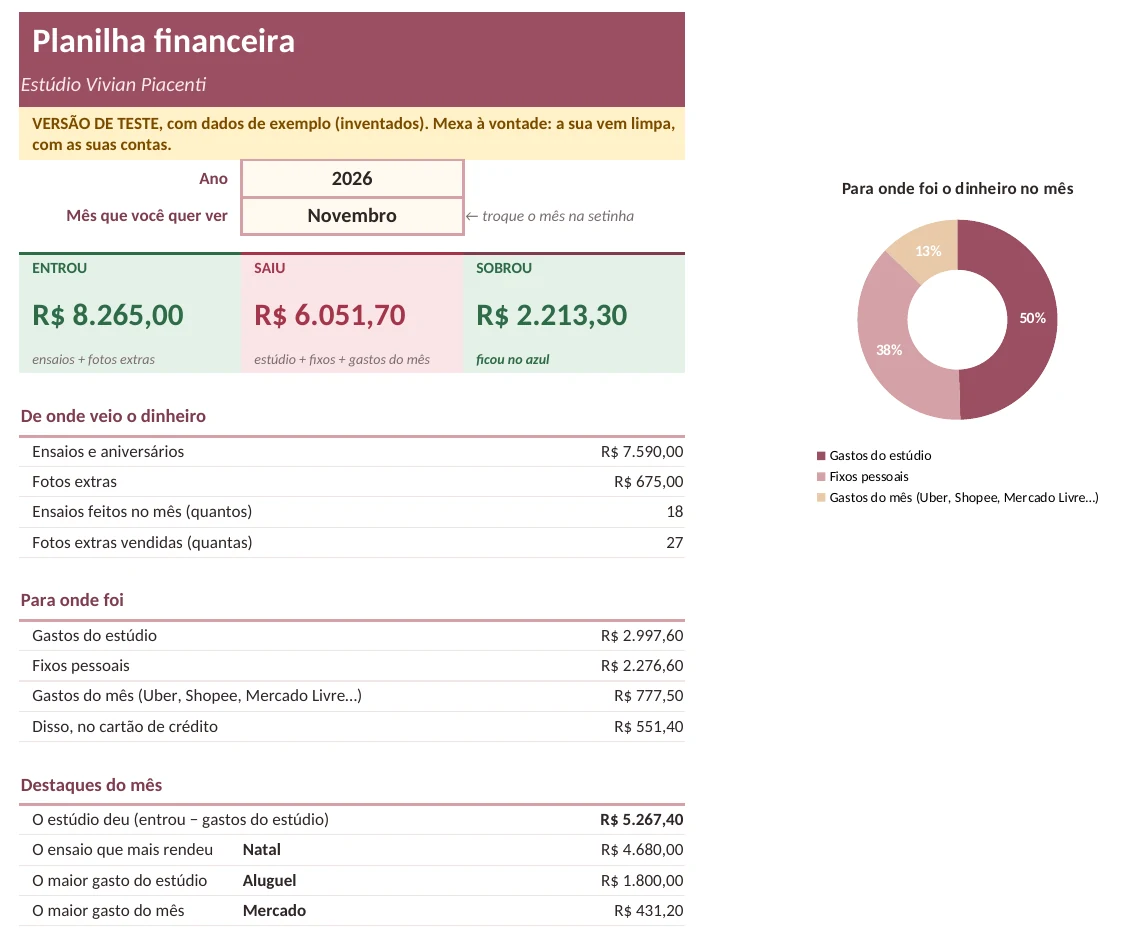 Planilha financeira
Estúdio Vivian Piacenti
VERSÃO DE TESTE, com dados de exemplo (inventados). Mexa à vontade: a sua vem limpa,
com as suas contas.
Ano 2026
Mês que você quer ver Novembro ← troque o mês na setinha
ENTROU SAIU SOBROU
R$ 8.265,00 R$ 6.051,70 R$ 2.213,30
ensaios + fotos extras estúdio + fixos + gastos do mês ficou no azul
De onde veio o dinheiro
Ensaios e aniversários R$ 7.590,00
Fotos extras R$ 675,00
Ensaios feitos no mês (quantos) 18
Fotos extras vendidas (quantas) 27
Para onde foi
Gastos do estúdio R$ 2.997,60
Fixos pessoais R$ 2.276,60
Gastos do mês (Uber, Shopee, Mercado Livre...) R$ 777,50
Disso, no cartão de crédito R$ 551,40
Destaques do mês
O estúdio deu (entrou − gastos do estúdio) R$ 5.267,40
O ensaio que mais rendeu Natal R$ 4.680,00
O maior gasto do estúdio Aluguel R$ 1.800,00
O maior gasto do mês Mercado R$ 431,20
Para onde foi o dinheiro no mês
13%
50%
38%
Gastos do estúdio
Fixos pessoais
Gastos do mês (Uber, Shopee, Mercado Livre...)